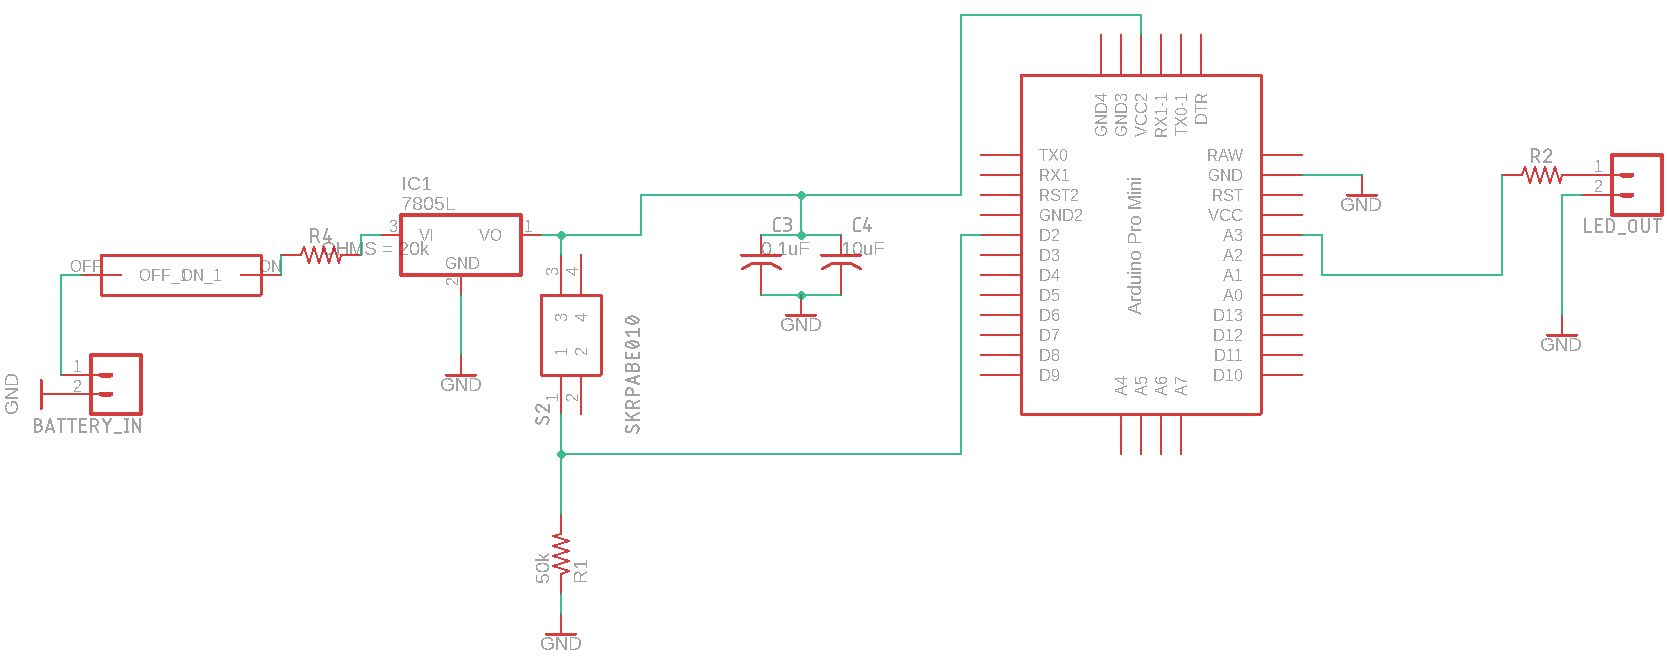 GND4
GND3
VCC2
RX1-1
TX0-1
DTR
TX0
RX1
RST2
GND2
D2
D3
D4
D5
D6
D7
D8
D9
Arduino Pro Mini
RAW
GND
RST
VCC
A3
A2
A1
A0
D13
D12
D11
D10
A4
A5
A6
A7
GND
R2
1
2
LED_OUT
GND
IC1
7805L
3
VI
VO
1
GND
2
GND
R4
OHMS = 20k
OFF
OFF_ON_1
ON
1
2
GND
BATTERY_IN
3
4
3
4
1
2
1
2
S2
SKRPABE010
C3
0.1uF
C4
10uF
GND
50k
R1
GND